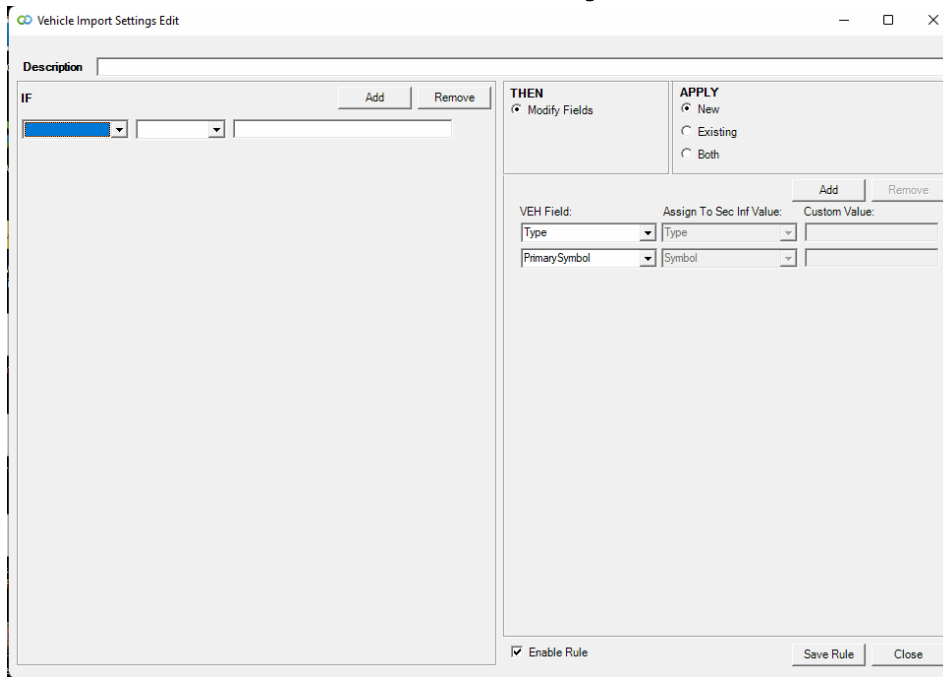 Vehicle Import Settings Edit
Description
IF Add Remove
THEN
Modify Fields
APPLY
New
Existing
Both
Add Remove
VEH Field: Assign To Sec Inf Value: Custom Value:
Type Type
PrimarySymbol Symbol
Enable Rule Save Rule Close